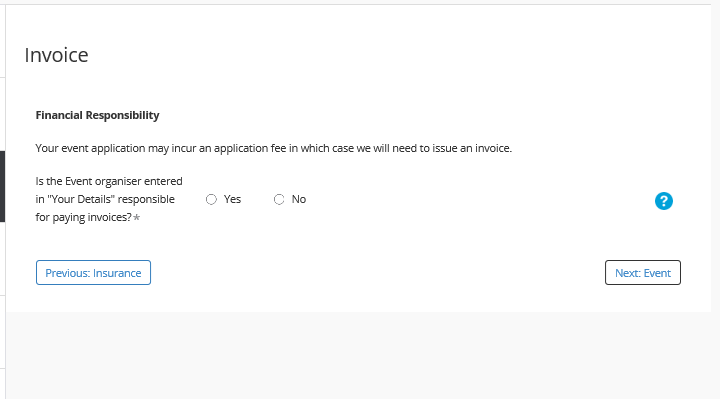 Invoice
Financial Responsibility
Your event application may incur an application fee in which case we will need to issue an invoice.
Is the Event organiser entered
in "Your Details" responsible
for paying invoices?*
Yes
No
?
Previous: Insurance
Next: Event